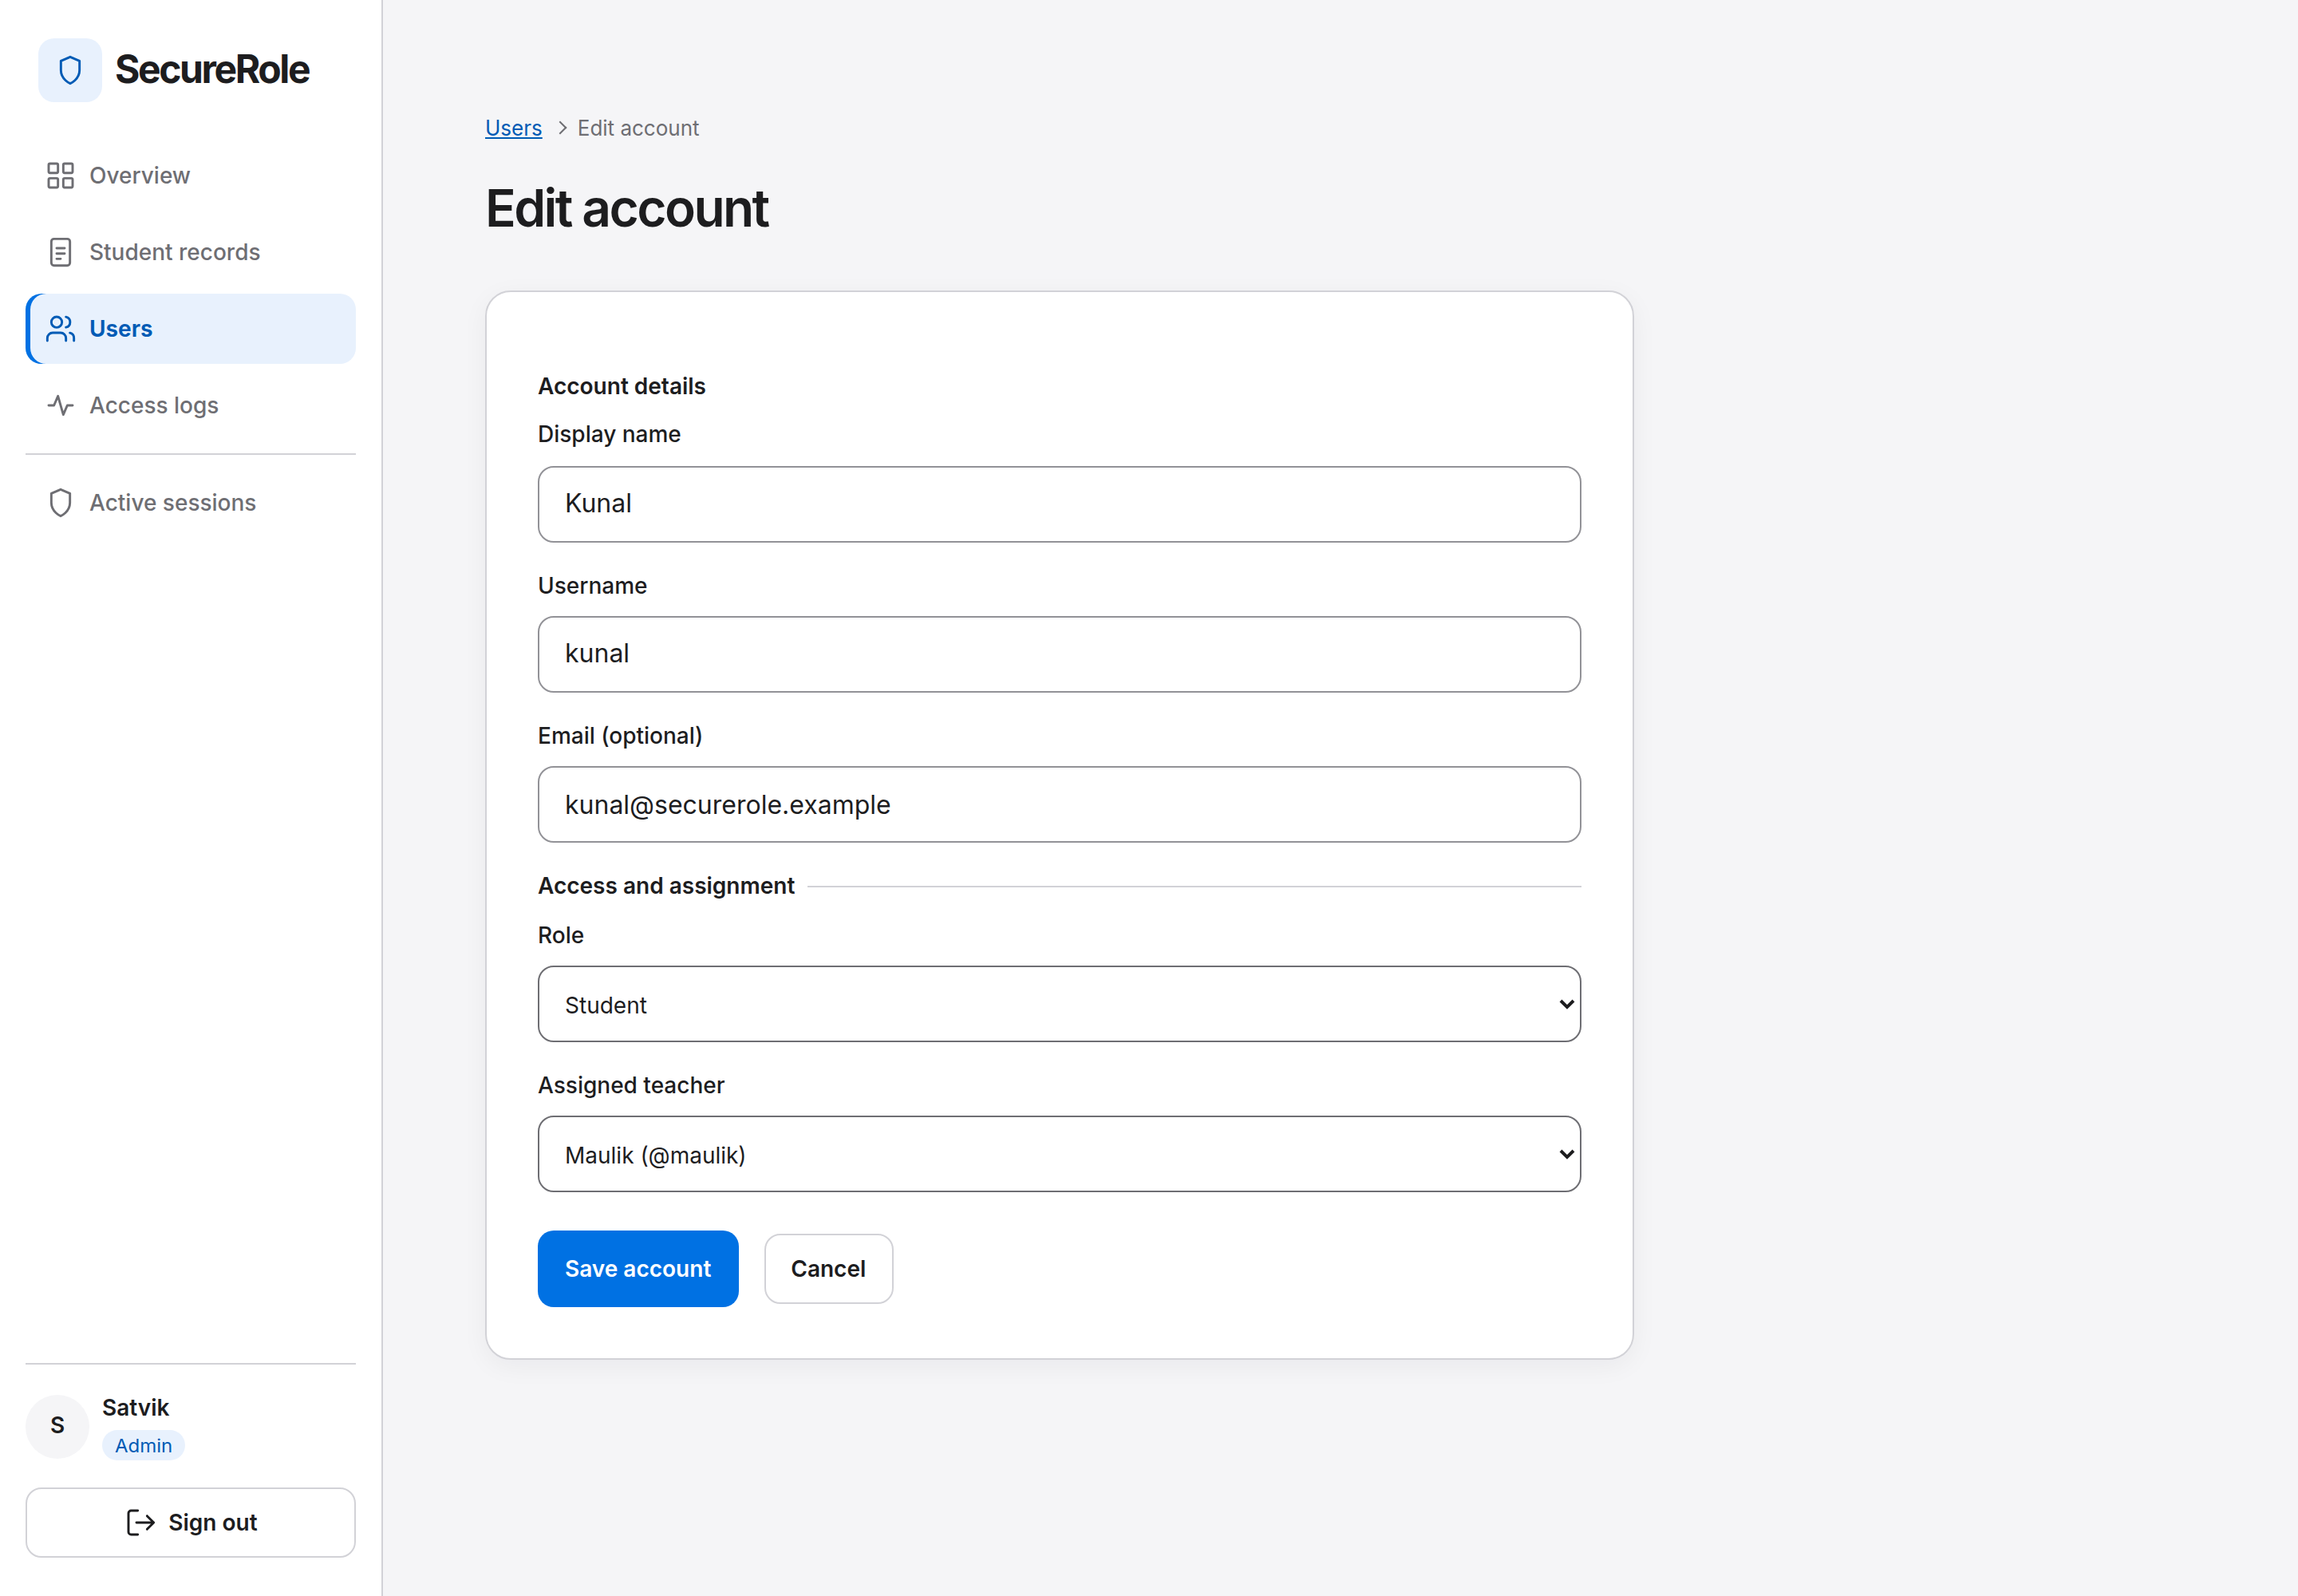 SecureRole
Overview
Student records
Users
Access logs
Active sessions
Satvik
S
Admin
Sign out
Users > Edit account
Edit account
Account details
Display name
Kunal
Username
kunal
Email (optional)
kunal@securerole.example
Access and assignment
Role
Student
Assigned teacher
Maulik (@maulik)
Save account
Cancel